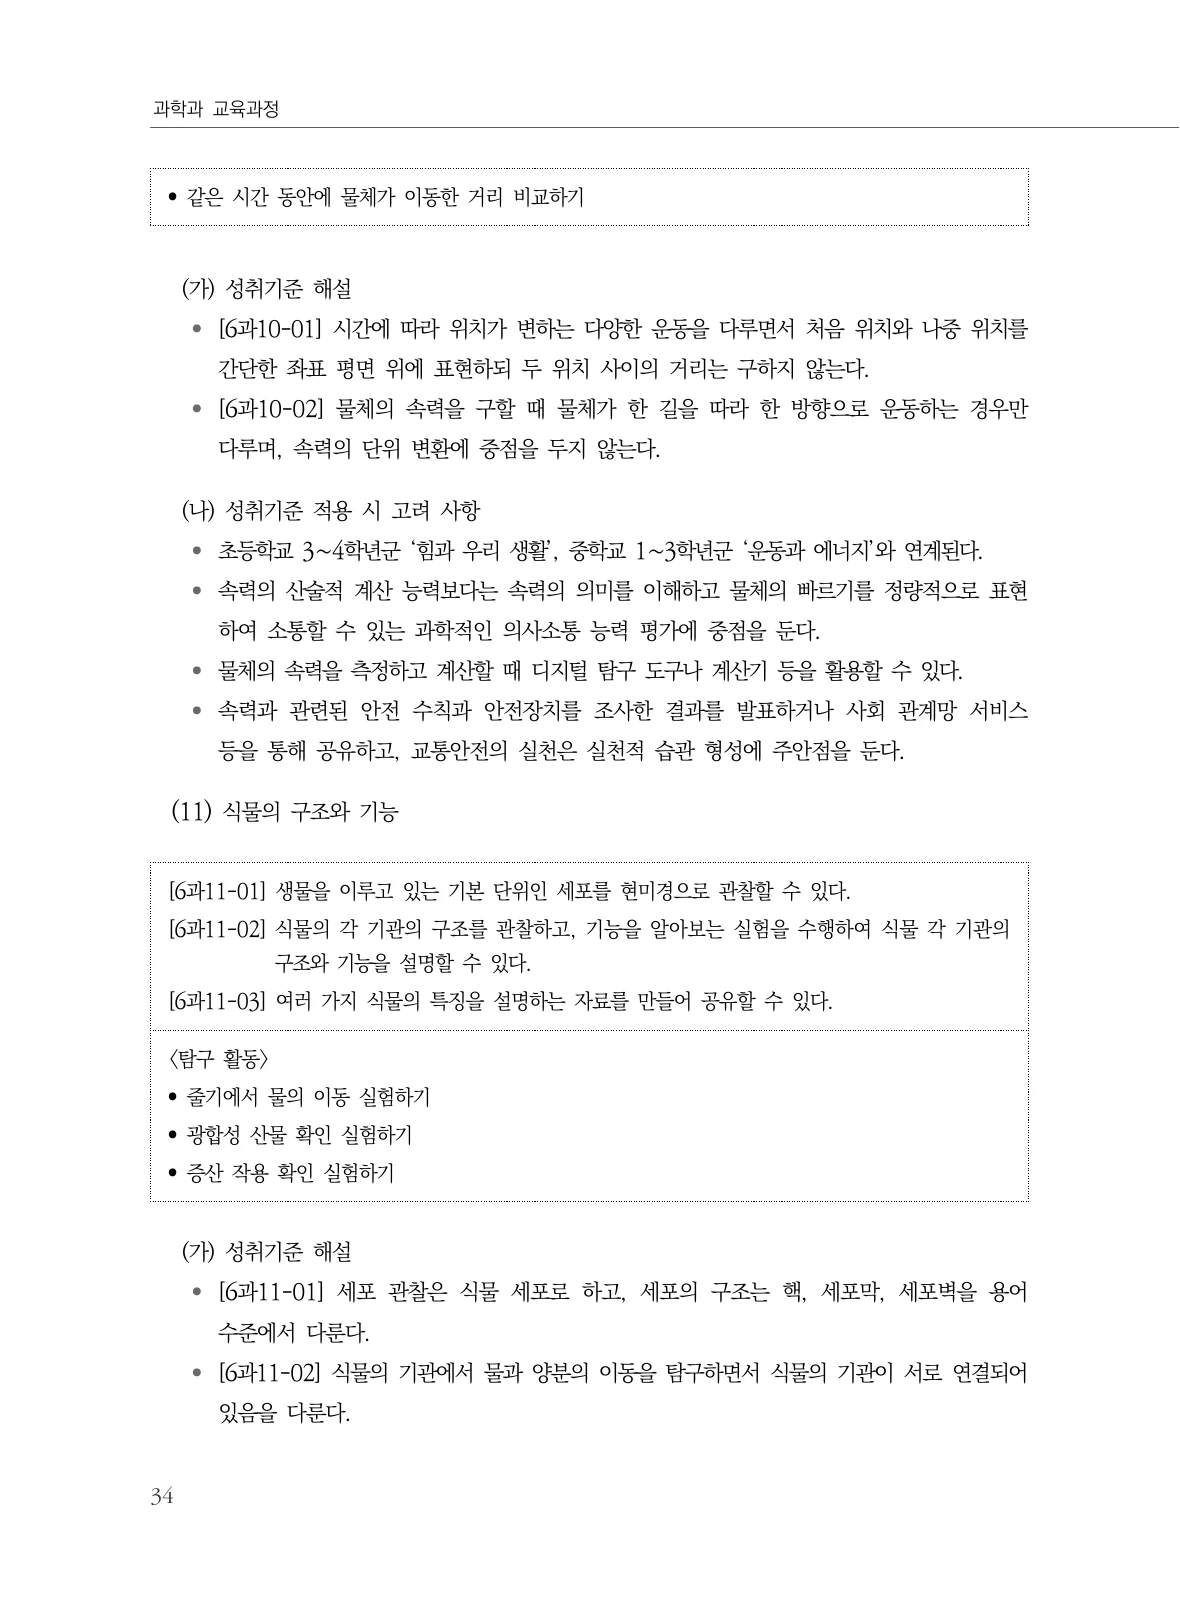 과학과 교육과정
• 같은 시간 동안에 물체가 이동한 거리 비교하기
(가) 성취기준 해설
• [6과10-01] 시간에 따라 위치가 변하는 다양한 운동을 다루면서 처음 위치와 나중 위치를
간단한 좌표 평면 위에 표현하되 두 위치 사이의 거리는 구하지 않는다.
• [6과10-02] 물체의 속력을 구할 때 물체가 한 길을 따라 한 방향으로 운동하는 경우만
다루며, 속력의 단위 변환에 중점을 두지 않는다.
(나) 성취기준 적용 시 고려 사항
• 초등학교 3~4학년군 ‘힘과 우리 생활’, 중학교 1~3학년군 ‘운동과 에너지’와 연계된다.
• 속력의 산술적 계산 능력보다는 속력의 의미를 이해하고 물체의 빠르기를 정량적으로 표현
하여 소통할 수 있는 과학적인 의사소통 능력 평가에 중점을 둔다.
• 물체의 속력을 측정하고 계산할 때 디지털 탐구 도구나 계산기 등을 활용할 수 있다.
• 속력과 관련된 안전 수칙과 안전장치를 조사한 결과를 발표하거나 사회 관계망 서비스
등을 통해 공유하고, 교통안전의 실천은 실천적 습관 형성에 주안점을 둔다.
(11) 식물의 구조와 기능
[6과11-01] 생물을 이루고 있는 기본 단위인 세포를 현미경으로 관찰할 수 있다.
[6과11-02] 식물의 각 기관의 구조를 관찰하고, 기능을 알아보는 실험을 수행하여 식물 각 기관의
구조와 기능을 설명할 수 있다.
[6과11-03] 여러 가지 식물의 특징을 설명하는 자료를 만들어 공유할 수 있다.
〈탐구 활동〉
• 줄기에서 물의 이동 실험하기
• 광합성 산물 확인 실험하기
• 증산 작용 확인 실험하기
(가) 성취기준 해설
• [6과11-01] 세포 관찰은 식물 세포로 하고, 세포의 구조는 핵, 세포막, 세포벽을 용어
수준에서 다룬다.
• [6과11-02] 식물의 기관에서 물과 양분의 이동을 탐구하면서 식물의 기관이 서로 연결되어
있음을 다룬다.
34